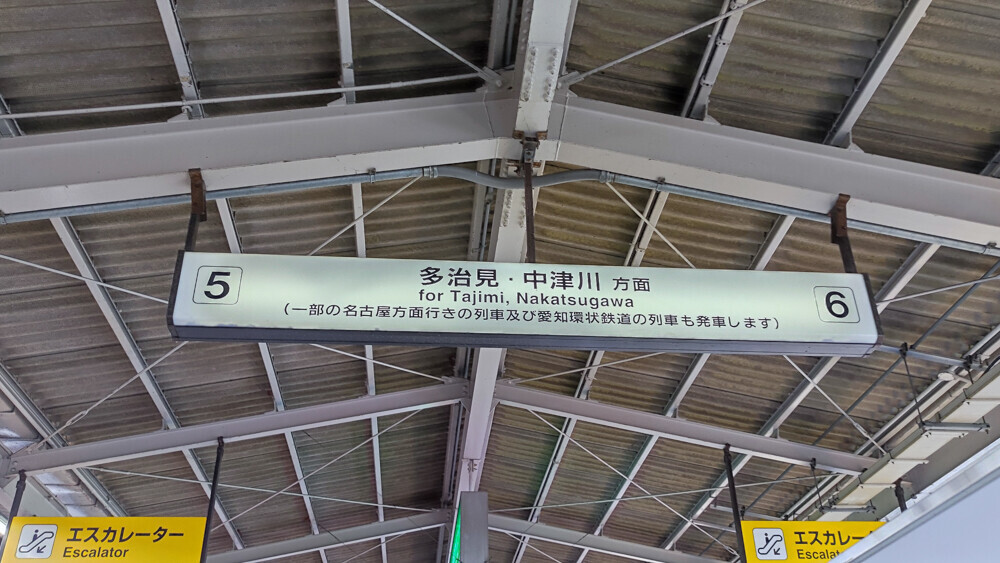 5
多治見・中津川 方面
for Tajimi, Nakatsugawa
(一部の名古屋方面行きの列車及び愛知環状鉄道の列車も発車します)
6
エスカレーター
Escalator
エスカレー
Escala